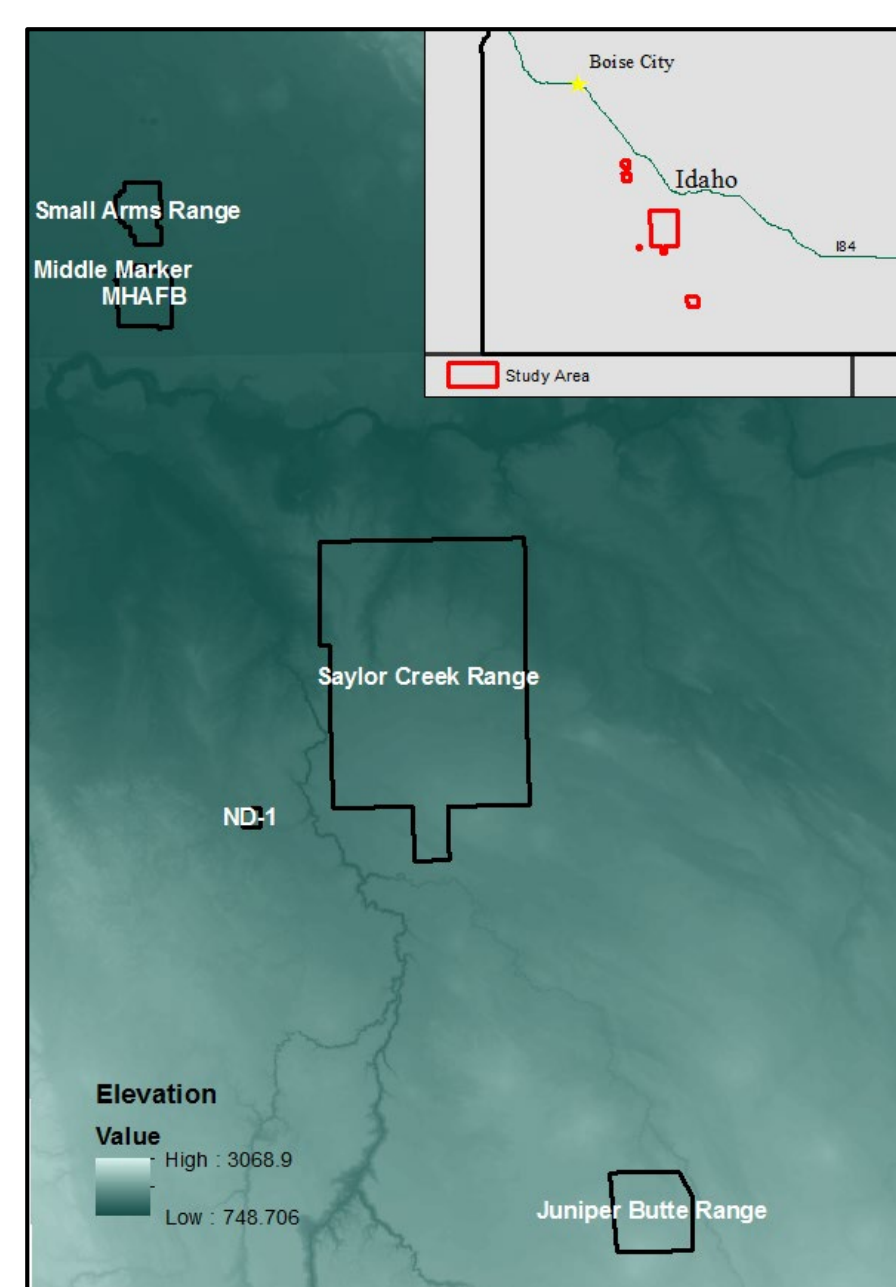 Boise City
Idaho
I84
Study Area
Small Arms Range
Middle Marker
MHAFB
Saylor Creek Range
ND-1
Elevation
Value
High : 3068.9
Low : 748.706
Juniper Butte Range